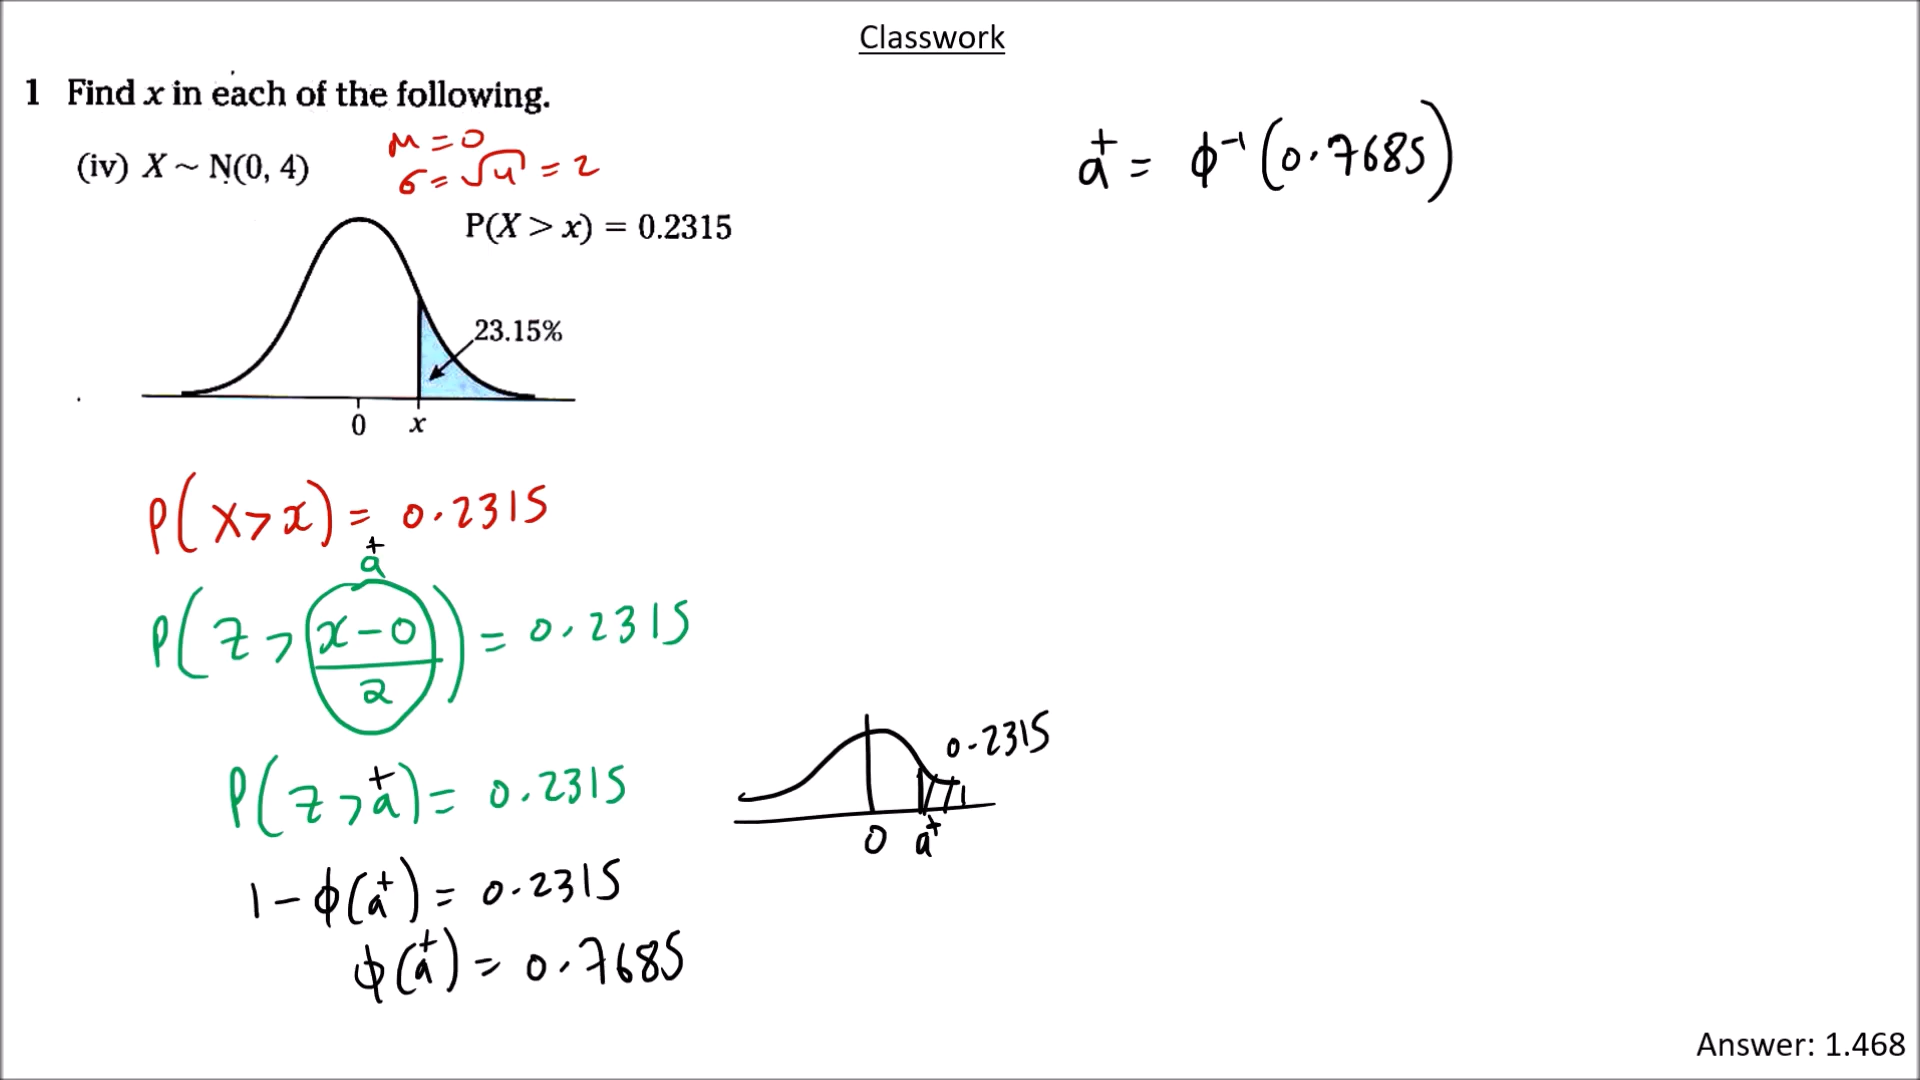 Classwork
1 Find x in each of the following.
(iv) X ~ N(0, 4)
μ = 0
σ = √4 = 2
P(X > x) = 0.2315
23.15%
0 x
P(X > x) = 0.2315
a⁺
P(Z > (x - 0)/2) = 0.2315
P(Z > a⁺) = 0.2315
1 - ϕ(a⁺) = 0.2315
ϕ(a⁺) = 0.7685
0.2315
0 a⁺
a⁺ = ϕ⁻¹(0.7685)
Answer: 1.468